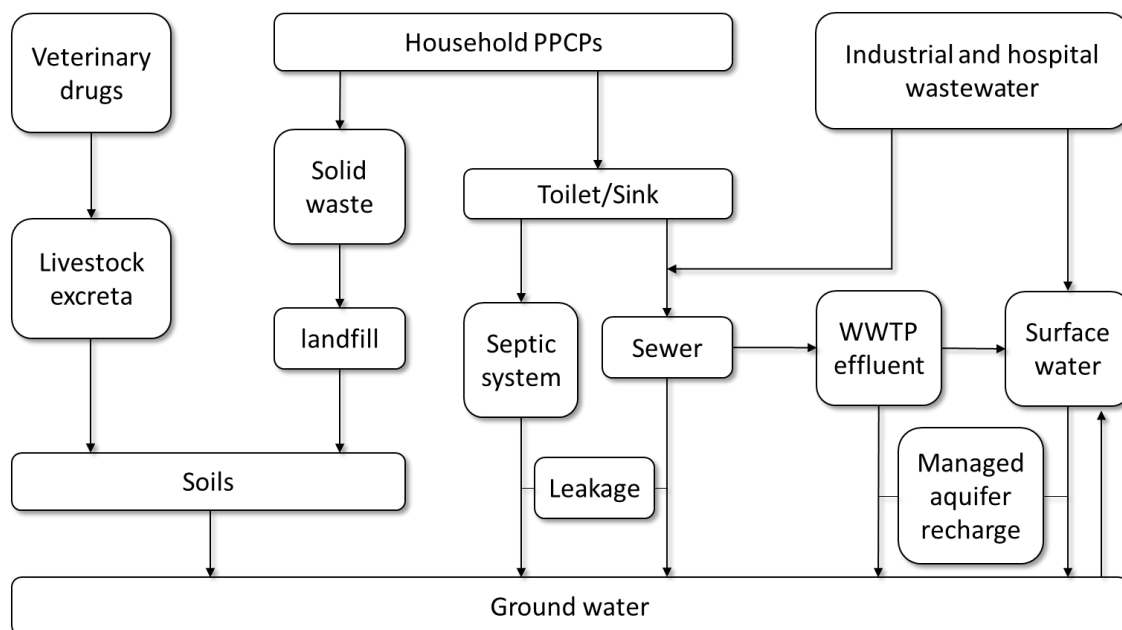 Veterinary
drugs
Household PPCPs
Industrial and hospital
wastewater
Solid
waste
Toilet/Sink
Livestock
excreta
landfill
Septic
system
Sewer
WWTP
effluent
Surface
water
Soils
Leakage
Managed
aquifer
recharge
Ground water